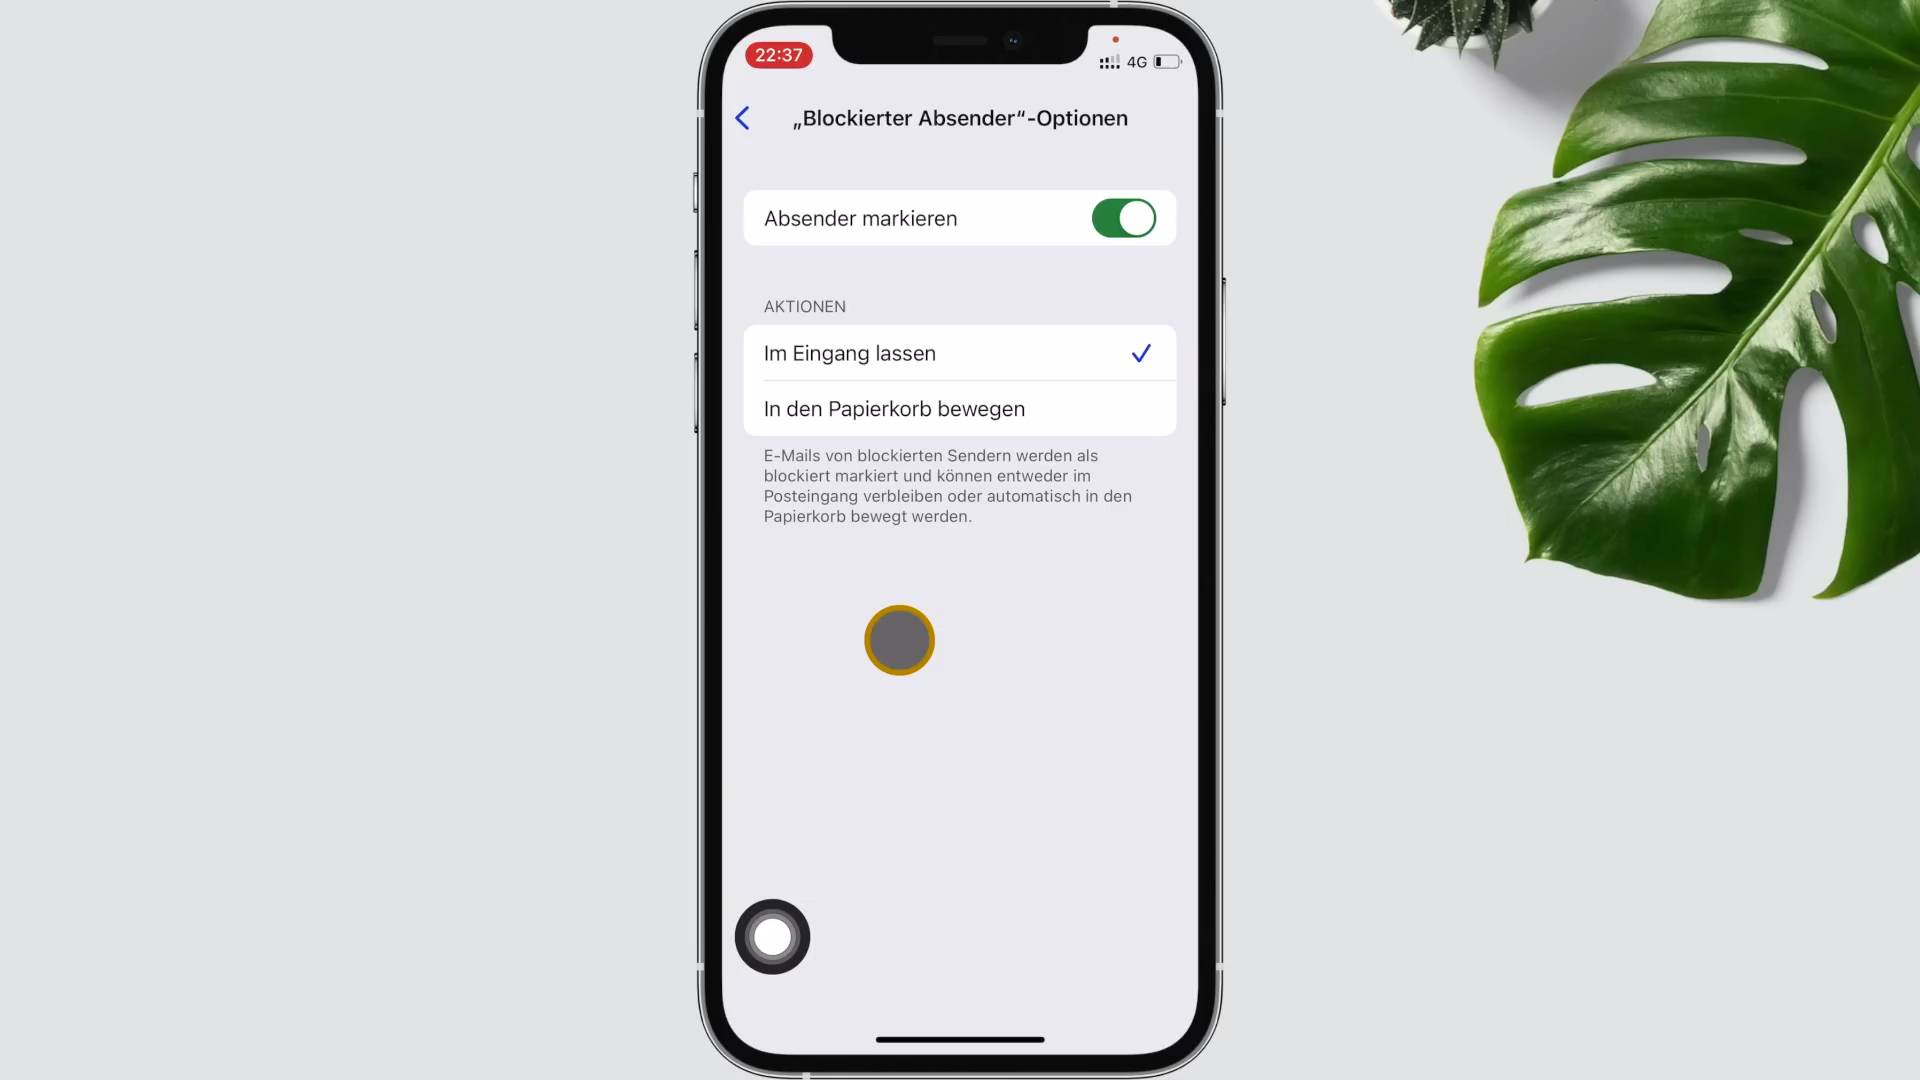 22:37
4G
„Blockierter Absender“-Optionen
Absender markieren
AKTIONEN
Im Eingang lassen
In den Papierkorb bewegen
E-Mails von blockierten Sendern werden als
blockiert markiert und können entweder im
Posteingang verbleiben oder automatisch in den
Papierkorb bewegt werden.